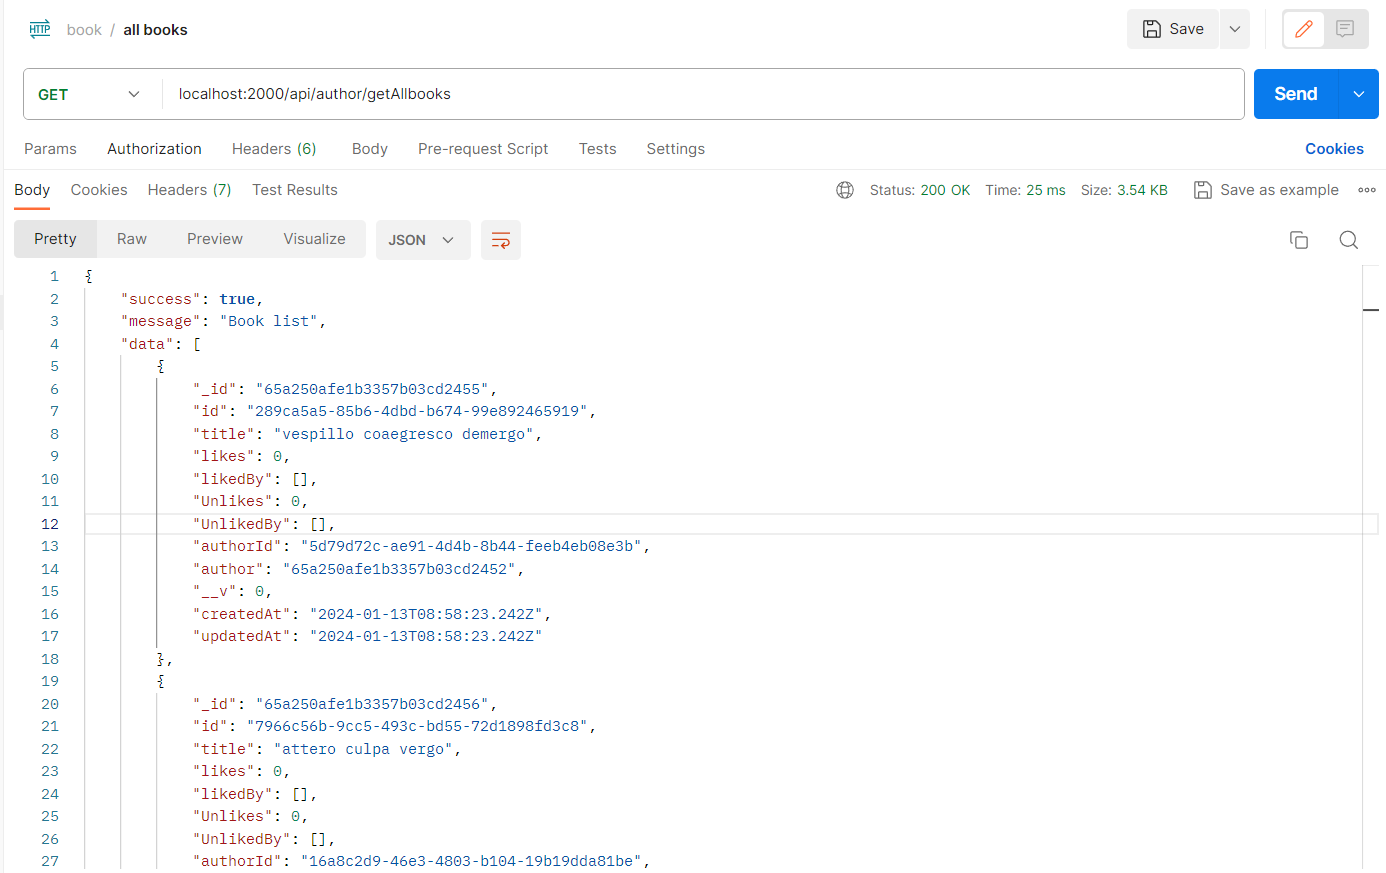 HTTP book / all books Save
GET localhost:2000/api/author/getAllbooks Send
Params Authorization Headers (6) Body Pre-request Script Tests Settings Cookies
Body Cookies Headers (7) Test Results Status: 200 OK Time: 25 ms Size: 3.54 KB Save as example
Pretty Raw Preview Visualize JSON
1 {
2 "success": true,
3 "message": "Book list",
4 "data": [
5 {
6 "_id": "65a250afe1b3357b03cd2455",
7 "id": "289ca5a5-85b6-4dbd-b674-99e892465919",
8 "title": "vespillo coaegresco demergo",
9 "likes": 0,
10 "likedBy": [],
11 "Unlikes": 0,
12 "UnlikedBy": [],
13 "authorId": "5d79d72c-ae91-4d4b-8b44-feeb4eb08e3b",
14 "author": "65a250afe1b3357b03cd2452",
15 "__v": 0,
16 "createdAt": "2024-01-13T08:58:23.242Z",
17 "updatedAt": "2024-01-13T08:58:23.242Z"
18 },
19 {
20 "_id": "65a250afe1b3357b03cd2456",
21 "id": "7966c56b-9cc5-493c-bd55-72d1898fd3c8",
22 "title": "attero culpa vergo",
23 "likes": 0,
24 "likedBy": [],
25 "Unlikes": 0,
26 "UnlikedBy": [],
27 "authorId": "16a8c2d9-46e3-4803-b104-19b19dda81be",